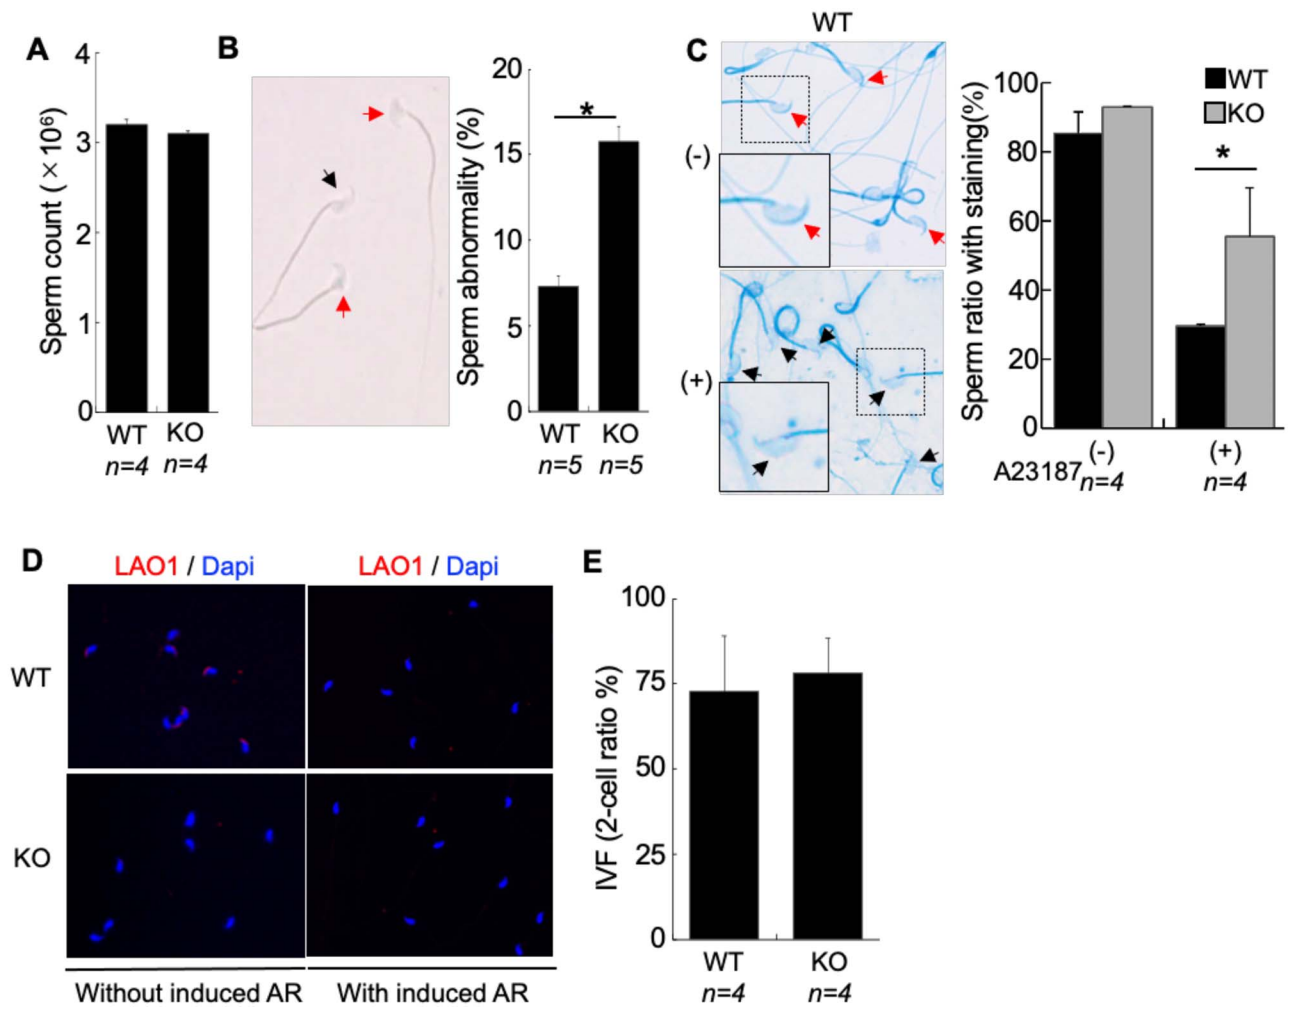 A
Sperm count (×10⁶)
4
3
2
1
0
WT KO
n=4 n=4
B
Sperm abnormality (%)
20
15
10
5
0
*
WT KO
n=5 n=5
C
WT
(-)
(+)
Sperm ratio with staining(%)
100
80
60
40
20
0
WT
KO
*
(-) (+)
A23187 n=4 n=4
D
LAO1 / Dapi LAO1 / Dapi
WT
KO
Without induced AR With induced AR
E
IVF (2-cell ratio %)
100
75
50
25
0
WT KO
n=4 n=4